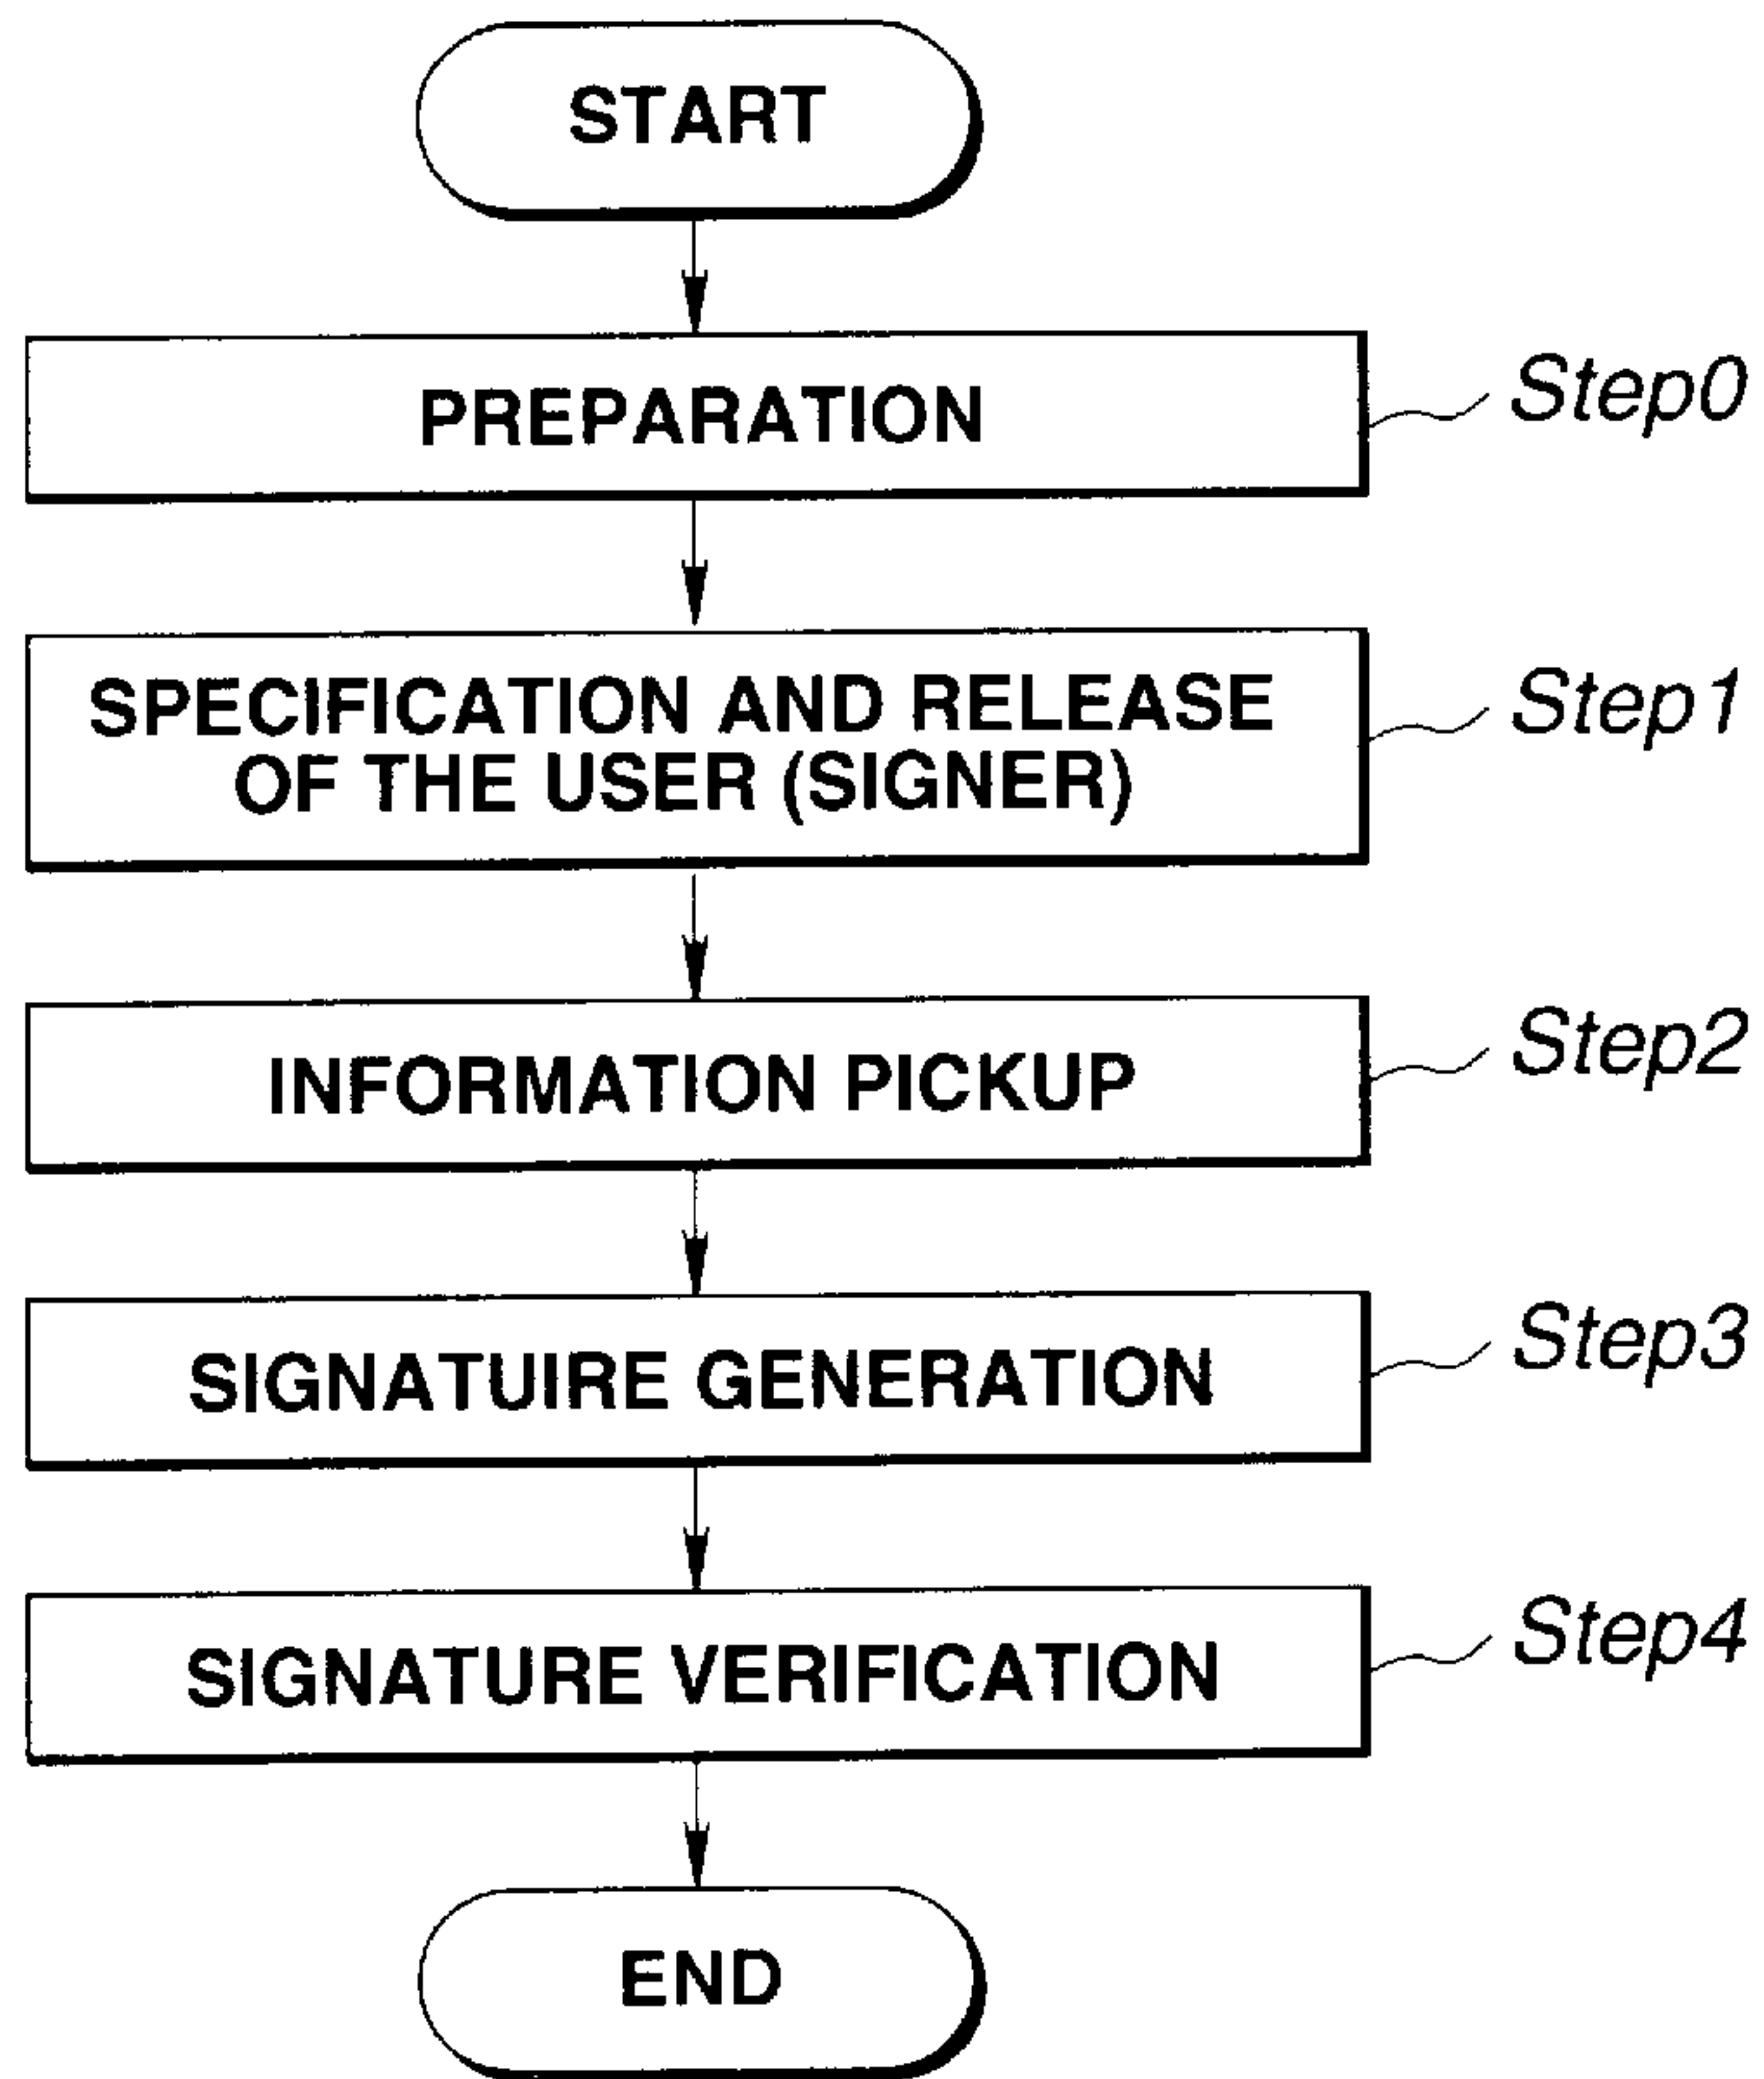 START
PREPARATION
Step0
SPECIFICATION AND RELEASE
OF THE USER (SIGNER)
Step1
INFORMATION PICKUP
Step2
SIGNATUIRE GENERATION
Step3
SIGNATURE VERIFICATION
Step4
END